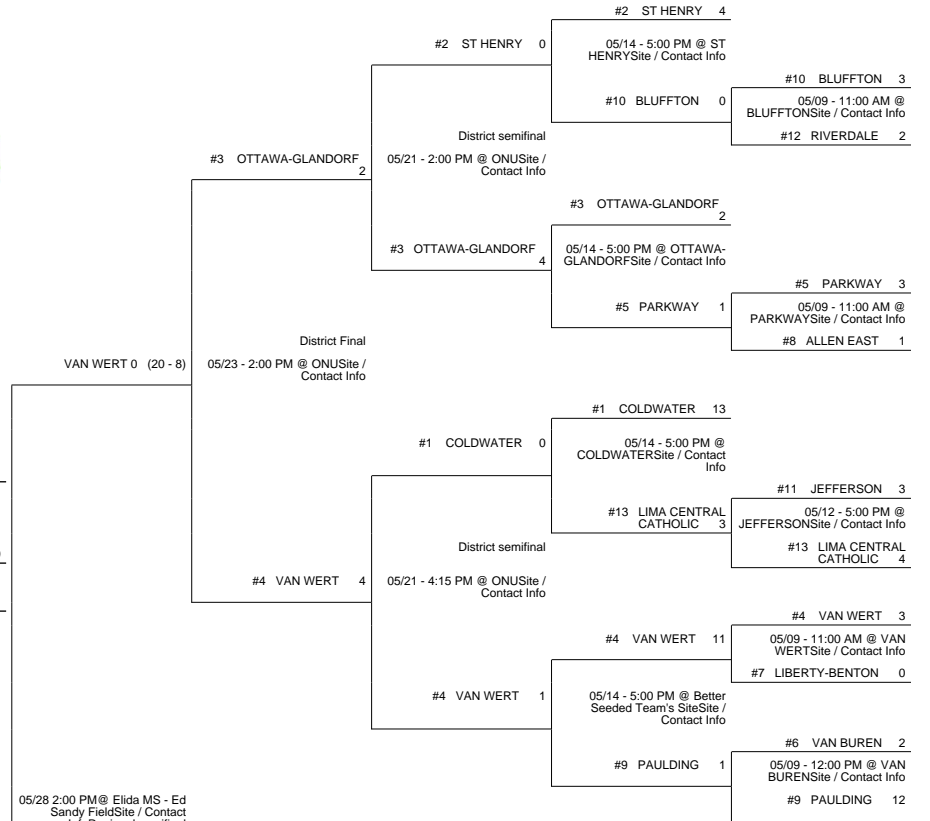 #2 ST HENRY 4
#2 ST HENRY 0
05/14 - 5:00 PM @ ST
HENRYSite / Contact Info
#10 BLUFFTON 3
#10 BLUFFTON 0
05/09 - 11:00 AM @
BLUFFTONSite / Contact Info
#12 RIVERDALE 2
District semifinal
05/21 - 2:00 PM @ ONUSite /
Contact Info
#3 OTTAWA-GLANDORF
2
#3 OTTAWA-GLANDORF
2
#3 OTTAWA-GLANDORF
4
05/14 - 5:00 PM @ OTTAWA-
GLANDORFSite / Contact Info
#5 PARKWAY 3
#5 PARKWAY 1
05/09 - 11:00 AM @
PARKWAYSite / Contact Info
#8 ALLEN EAST 1
District Final
05/23 - 2:00 PM @ ONUSite /
Contact Info
VAN WERT 0 (20 - 8)
#1 COLDWATER 13
#1 COLDWATER 0
05/14 - 5:00 PM @
COLDWATERSite / Contact
Info
#11 JEFFERSON 3
#13 LIMA CENTRAL
CATHOLIC 3
05/12 - 5:00 PM @
JEFFERSONSite / Contact Info
#13 LIMA CENTRAL
CATHOLIC 4
District semifinal
05/21 - 4:15 PM @ ONUSite /
Contact Info
#4 VAN WERT 4
#4 VAN WERT 3
#4 VAN WERT 11
05/09 - 11:00 AM @ VAN
WERTSite / Contact Info
#7 LIBERTY-BENTON 0
#4 VAN WERT 1
05/14 - 5:00 PM @ Better
Seeded Team's SiteSite /
Contact Info
#6 VAN BUREN 2
#9 PAULDING 1
05/09 - 12:00 PM @ VAN
BURENSite / Contact Info
#9 PAULDING 12
05/28 2:00 PM@ Elida MS - Ed
Sandy FieldSite / Contact